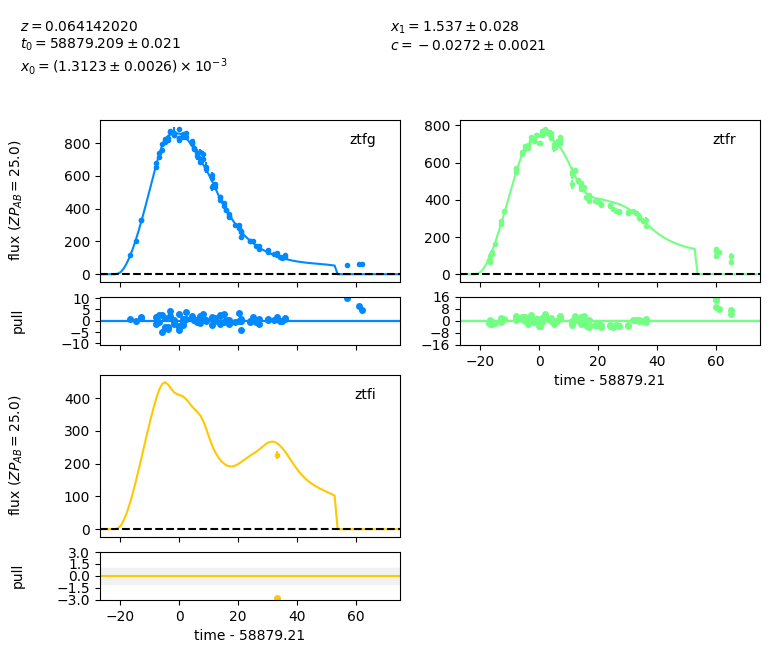 z = 0.064142020
t₀ = 58879.209 ± 0.021
x₀ = (1.3123 ± 0.0026) × 10⁻³
x₁ = 1.537 ± 0.028
c = −0.0272 ± 0.0021
ztfg
flux (ZP_AB = 25.0)
800
600
400
200
0
ztfr
800
600
400
200
0
pull
10
5
0
−5
−10
16
8
0
−8
−16
−20 0 20 40 60
time - 58879.21
ztfi
flux (ZP_AB = 25.0)
400
300
200
100
0
pull
3.0
1.5
0.0
−1.5
−3.0
−20 0 20 40 60
time - 58879.21